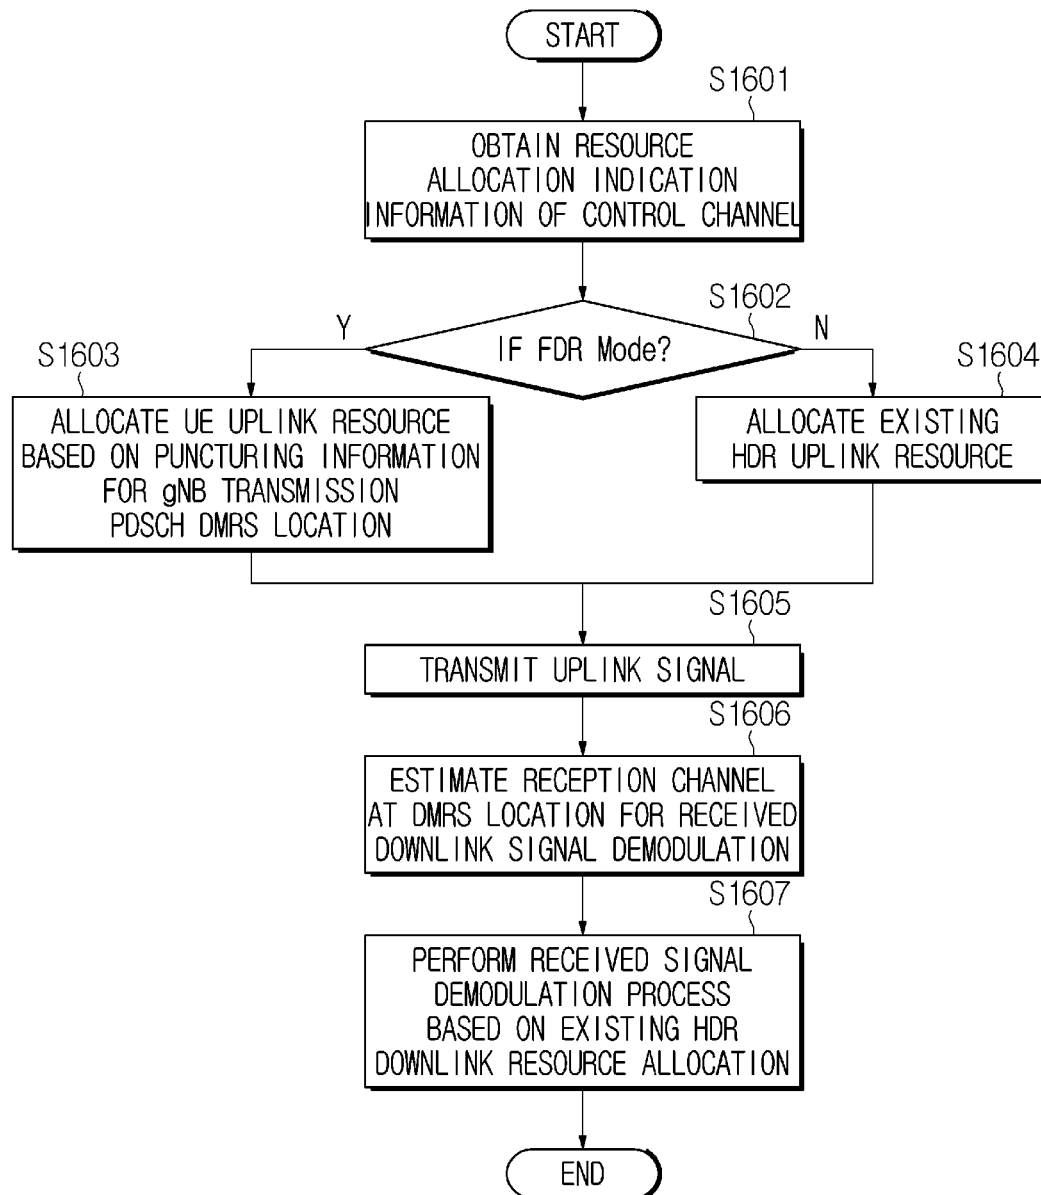 START
S1601
OBTAIN RESOURCE
ALLOCATION INDICATION
INFORMATION OF CONTROL CHANNEL
S1602
Y
IF FDR Mode?
N
S1603
ALLOCATE UE UPLINK RESOURCE
BASED ON PUNCTURING INFORMATION
FOR gNB TRANSMISSION
PDSCH DMRS LOCATION
S1604
ALLOCATE EXISTING
HDR UPLINK RESOURCE
S1605
TRANSMIT UPLINK SIGNAL
S1606
ESTIMATE RECEPTION CHANNEL
AT DMRS LOCATION FOR RECEIVED
DOWNLINK SIGNAL DEMODULATION
S1607
PERFORM RECEIVED SIGNAL
DEMODULATION PROCESS
BASED ON EXISTING HDR
DOWNLINK RESOURCE ALLOCATION
END